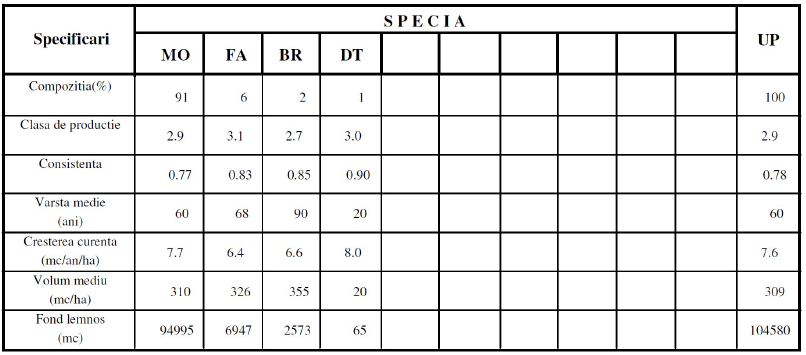 Specificari S P E C I A UP
MO FA BR DT
Compozitia(%) 91 6 2 1 100
Clasa de productie 2.9 3.1 2.7 3.0 2.9
Consistenta 0.77 0.83 0.85 0.90 0.78
Varsta medie
(ani) 60 68 90 20 60
Cresterea curenta
(mc/an/ha) 7.7 6.4 6.6 8.0 7.6
Volum mediu
(mc/ha) 310 326 355 20 309
Fond lemnos
(mc) 94995 6947 2573 65 104580